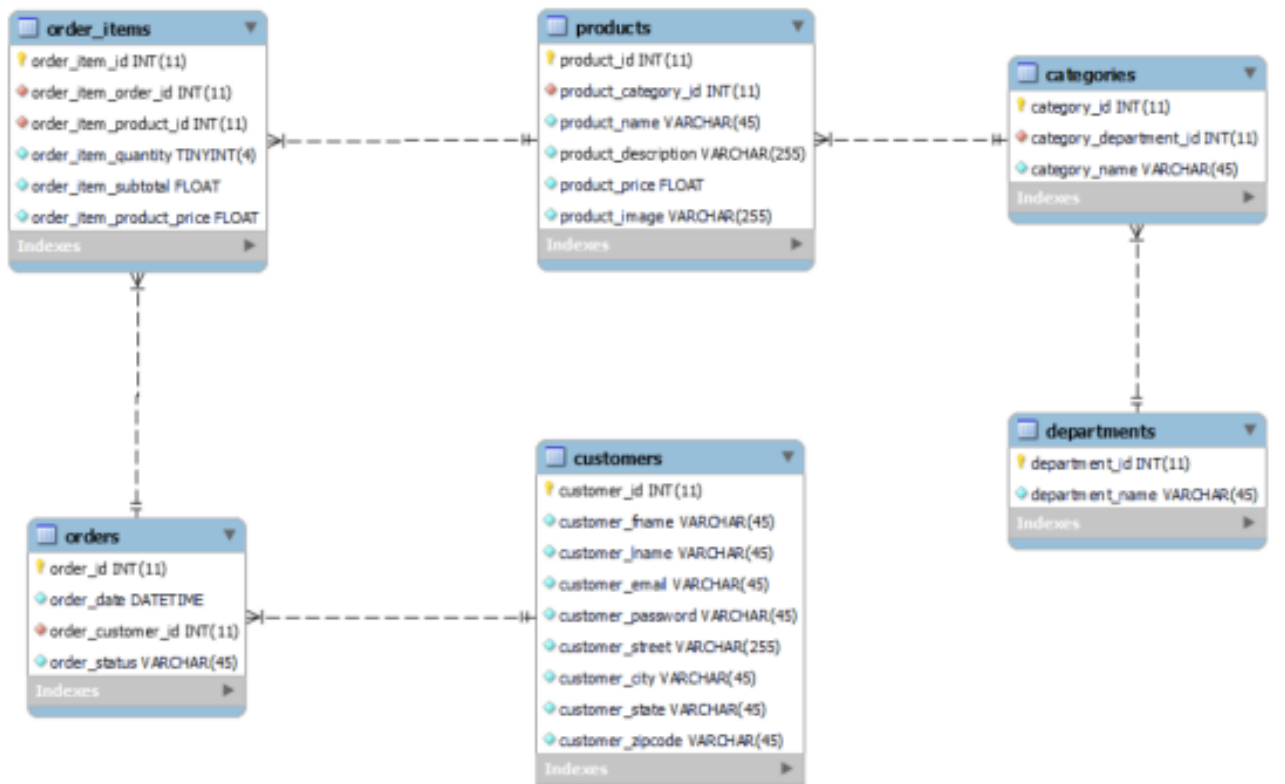 order_items
order_item_id INT(11)
order_item_order_id INT(11)
order_item_product_id INT(11)
order_item_quantity TINYINT(4)
order_item_subtotal FLOAT
order_item_product_price FLOAT
Indexes
products
product_id INT(11)
product_category_id INT(11)
product_name VARCHAR(45)
product_description VARCHAR(255)
product_price FLOAT
product_image VARCHAR(255)
Indexes
categories
category_id INT(11)
category_department_id INT(11)
category_name VARCHAR(45)
Indexes
departments
department_id INT(11)
department_name VARCHAR(45)
Indexes
customers
customer_id INT(11)
customer_fname VARCHAR(45)
customer_lname VARCHAR(45)
customer_email VARCHAR(45)
customer_password VARCHAR(45)
customer_street VARCHAR(255)
customer_city VARCHAR(45)
customer_state VARCHAR(45)
customer_zipcode VARCHAR(45)
Indexes
orders
order_id INT(11)
order_date DATETIME
order_customer_id INT(11)
order_status VARCHAR(45)
Indexes